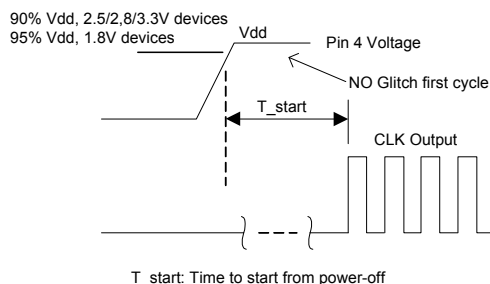 90% Vdd, 2.5/2,8/3.3V devices
95% Vdd, 1.8V devices
Vdd
Pin 4 Voltage
NO Glitch first cycle
T_start
CLK Output
T_start: Time to start from power-off